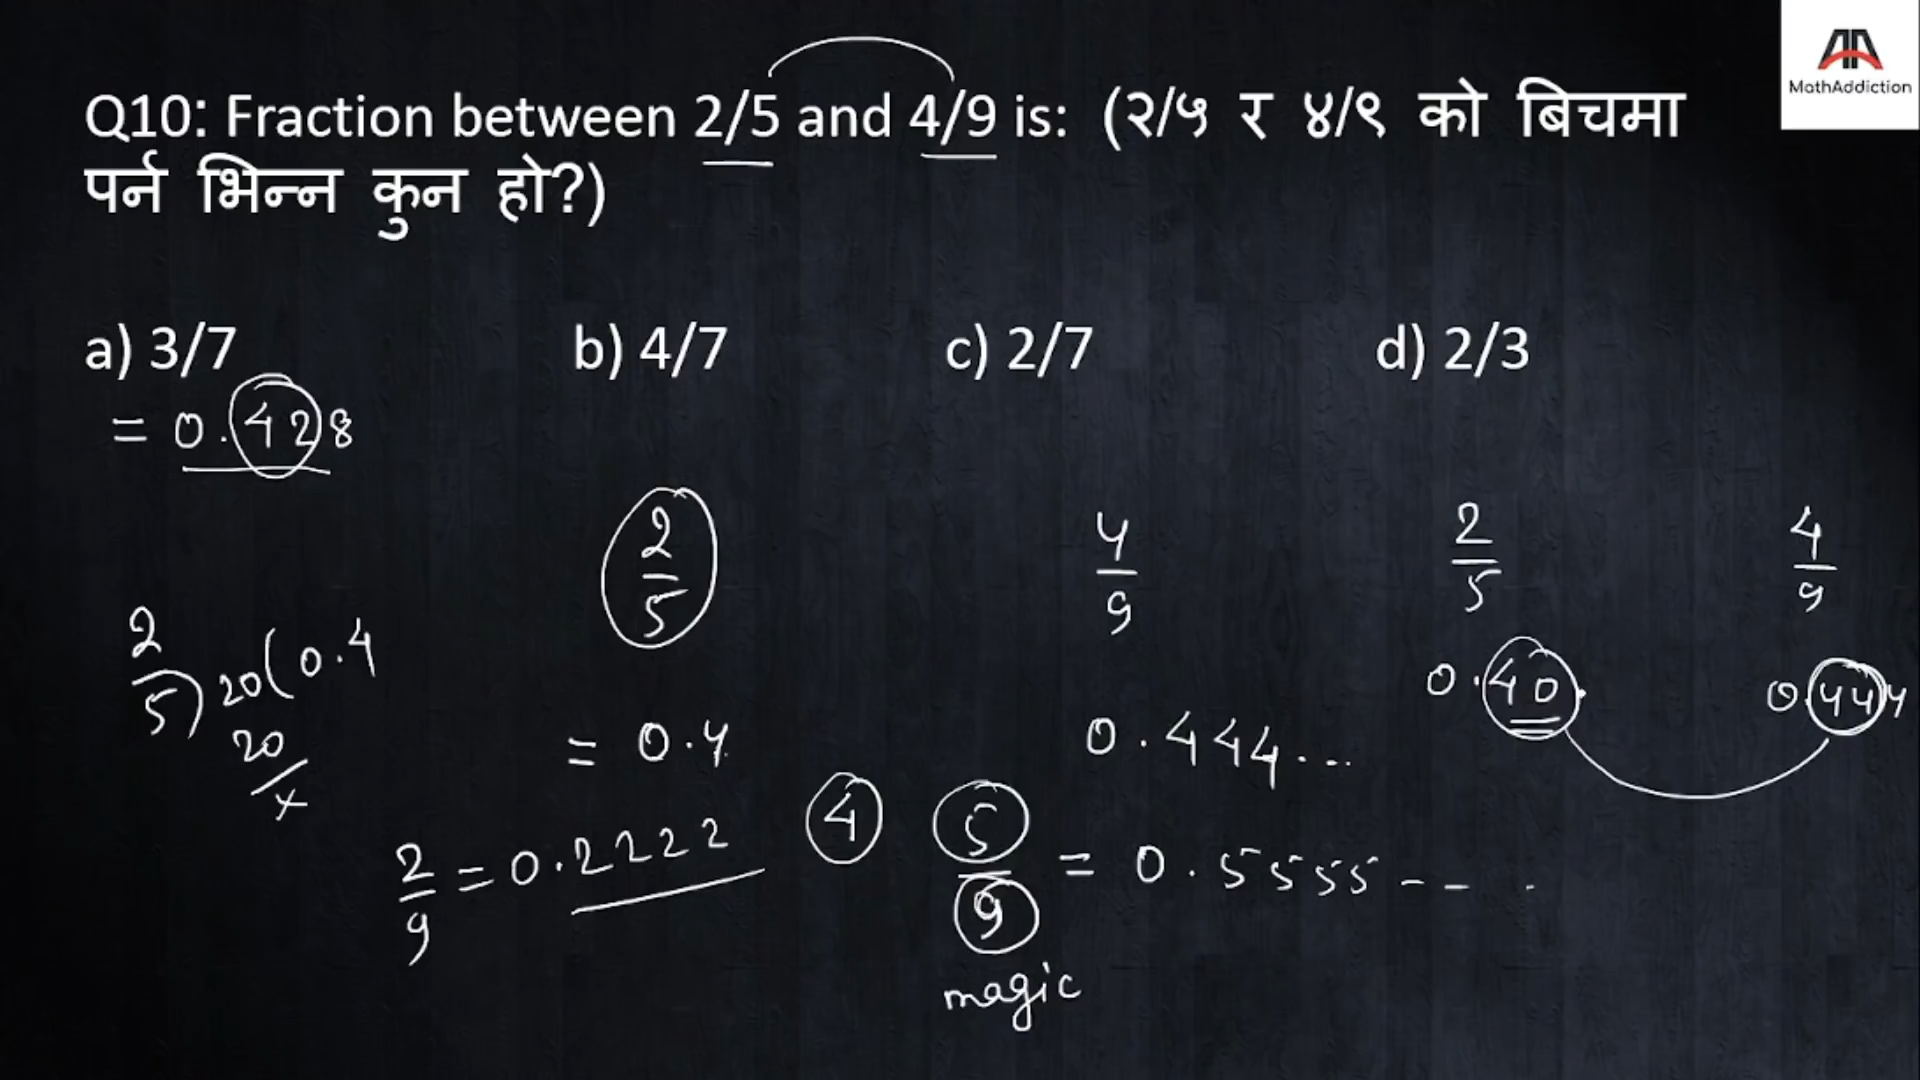 MathAddiction
Q10: Fraction between 2/5 and 4/9 is: (२/५ र ४/९ को बिचमा
पर्ने भिन्न कुन हो?)
a) 3/7 b) 4/7 c) 2/7 d) 2/3
= 0.428
2/5 4/9 2/5 4/9
2/5)20(0.4
20
x
0.40. 0.444
= 0.4 0.444...
2/9 = 0.2222 4 5/9 = 0.5555--.
magic